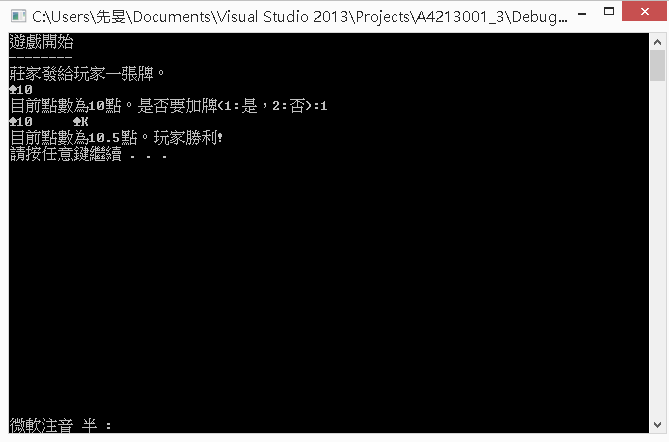 C:\Users\先旻\Documents\Visual Studio 2013\Projects\A4213001_3\Debug...
遊戲開始
--------
莊家發給玩家一張牌。
♠10
目前點數為10點。是否要加牌(1:是，2:否):1
♠10 ♠K
目前點數為10.5點。玩家勝利!
請按任意鍵繼續 . . .
微軟注音 半 :